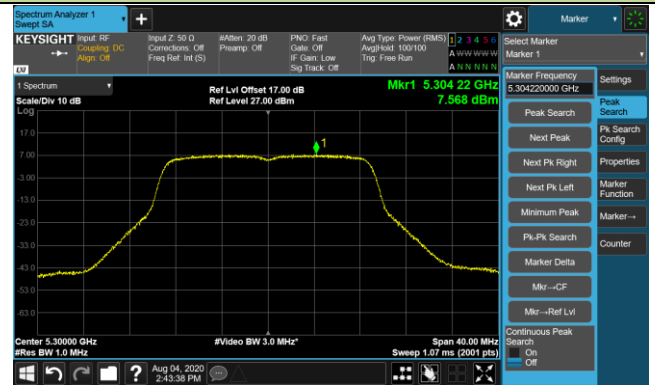 Spectrum Analyzer 1
Swept SA
Marker
KEYSIGHT
Input: RF
Coupling: DC
Align: Off
Input Z: 50 Ω
Corrections: Off
Freq Ref: Int (S)
#Atten: 20 dB
Preamp: Off
PNO: Fast
Gate: Off
IF Gain: Low
Sig Track: Off
Avg Type: Power (RMS)
Avg|Hold: 100/100
Trig: Free Run
1 2 3 4 5 6
A W W W W W
A N N N N N
LXI
Select Marker
Marker 1
1 Spectrum
Scale/Div 10 dB
Log
Ref Lvl Offset 17.00 dB
Ref Level 27.00 dBm
Mkr1 5.304 22 GHz
7.568 dBm
17.0
7.00
-3.00
-13.0
-23.0
-33.0
-43.0
-53.0
-63.0
1
Center 5.30000 GHz
#Res BW 1.0 MHz
#Video BW 3.0 MHz*
Span 40.00 MHz
Sweep 1.07 ms (2001 pts)
Marker Frequency
5.304220000 GHz
Peak Search
Next Peak
Next Pk Right
Next Pk Left
Minimum Peak
Pk-Pk Search
Marker Delta
Mkr→CF
Mkr→Ref Lvl
Continuous Peak
Search
On
Off
Settings
Peak
Search
Pk Search
Config
Properties
Marker
Function
Marker→
Counter
Aug 04, 2020
2:43:38 PM